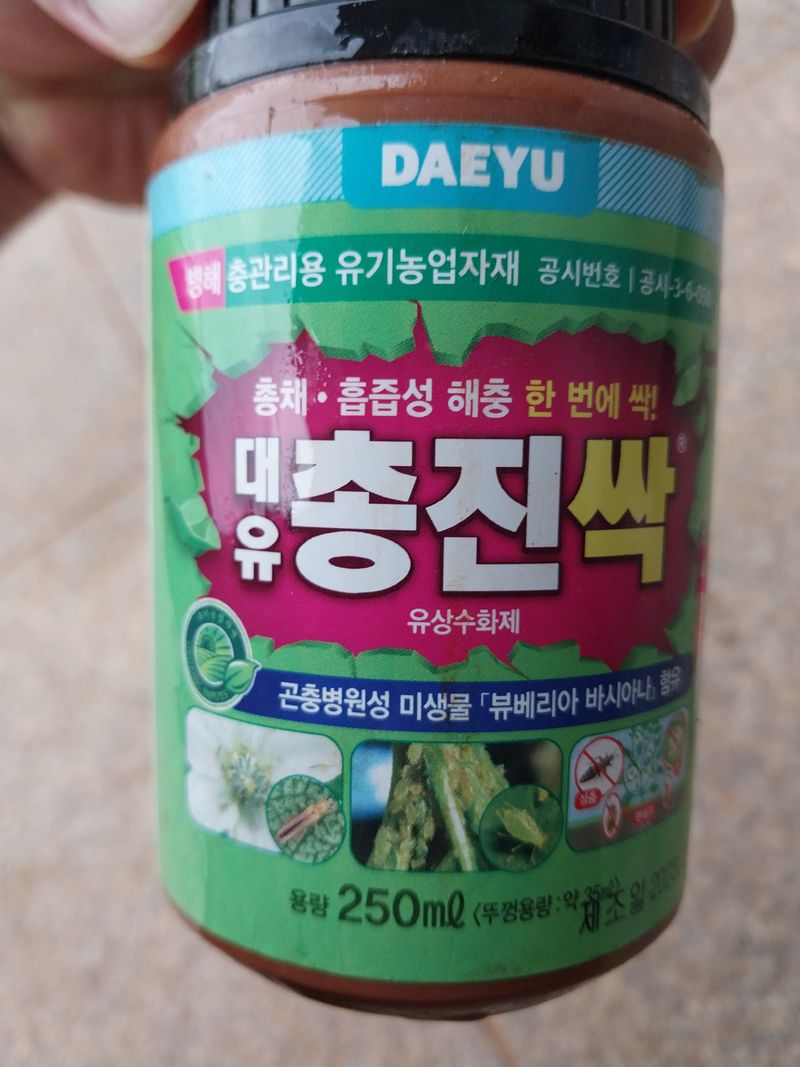 DAEYU
병해충관리용 유기농업자재 공시번호 | 공시-3-6-
총채·흡즙성 해충 한 번에 싹!
대유 총진싹®
유상수화제
곤충병원성 미생물 「뷰베리아 바시아나」 함유
용량 250ml <뚜껑용량 : 약 35ml>
제조일